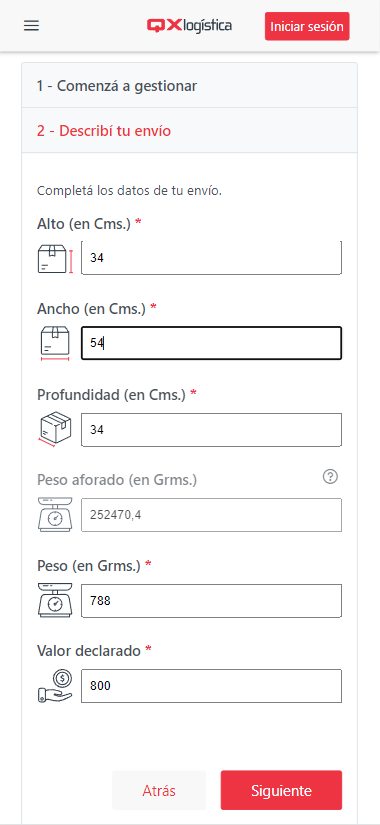 QX logística
Iniciar sesión
1 - Comenzá a gestionar
2 - Describí tu envío
Completá los datos de tu envío.
Alto (en Cms.) *
34
Ancho (en Cms.) *
54
Profundidad (en Cms.) *
34
Peso aforado (en Grms.)
?
252470,4
Peso (en Grms.) *
788
Valor declarado *
$
800
Atrás
Siguiente